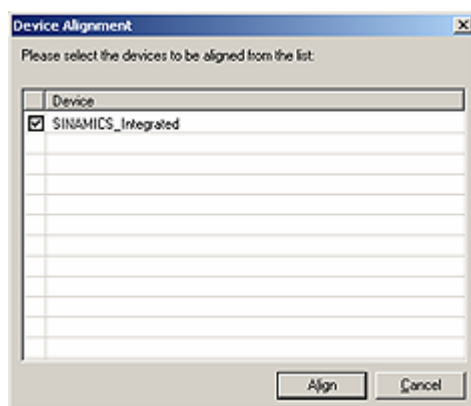 Device Alignment
Please select the devices to be aligned from the list:
Device
SINAMICS_Integrated
Align
Cancel